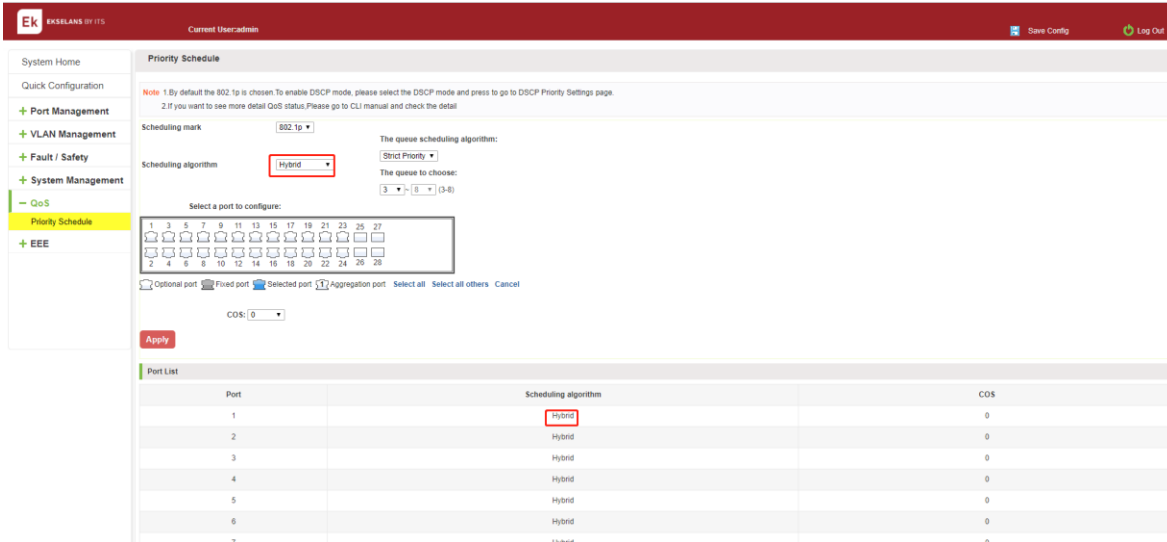 Ek EKSELANS BY ITS
Current User:admin
Save Config
Log Out
System Home
Quick Configuration
+ Port Management
+ VLAN Management
+ Fault / Safety
+ System Management
− QoS
Priority Schedule
+ EEE
Priority Schedule
Note 1.By default the 802.1p is chosen.To enable DSCP mode, please select the DSCP mode and press to go to DSCP Priority Settings page.
2.If you want to see more detail QoS status,Please go to CLI manual and check the detail
Scheduling mark 802.1p
The queue scheduling algorithm:
Strict Priority
Scheduling algorithm Hybrid
The queue to choose:
3 ~ 8 (3-8)
Select a port to configure:
1 3 5 7 9 11 13 15 17 19 21 23 25 27
2 4 6 8 10 12 14 16 18 20 22 24 26 28
Optional port Fixed port Selected port 1 Aggregation port Select all Select all others Cancel
COS: 0
Apply
Port List
Port Scheduling algorithm COS
1 Hybrid 0
2 Hybrid 0
3 Hybrid 0
4 Hybrid 0
5 Hybrid 0
6 Hybrid 0